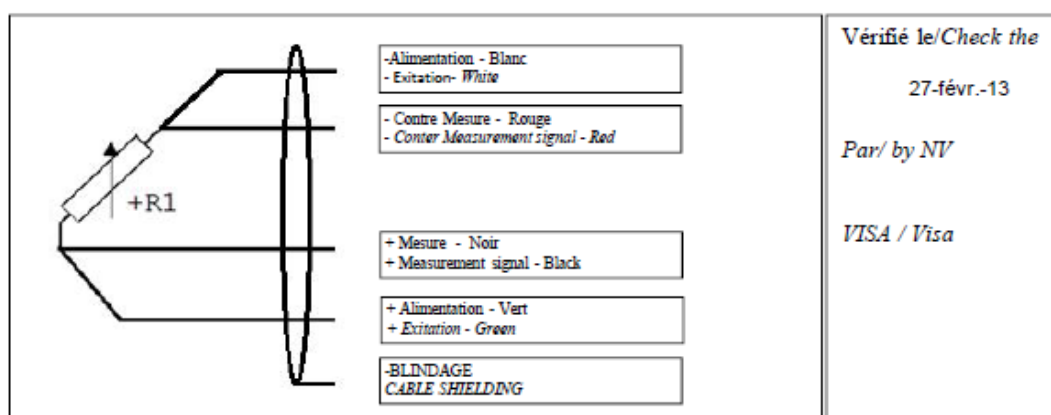 -Alimentation - Blanc
- Exitation- White
- Contre Mesure - Rouge
- Conter Measurement signal - Red
+R1
+ Mesure - Noir
+ Measurement signal - Black
+ Alimentation - Vert
+ Exitation - Green
-BLINDAGE
CABLE SHIELDING
Vérifié le/Check the
27-févr.-13
Par/ by NV
VISA / Visa